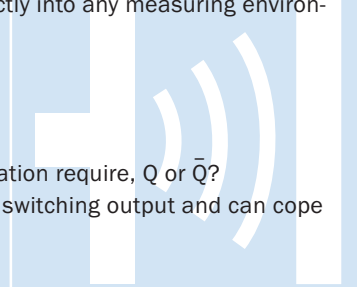 ctly into any measuring environ-
ation require, Q or Q̄?
switching output and can cope